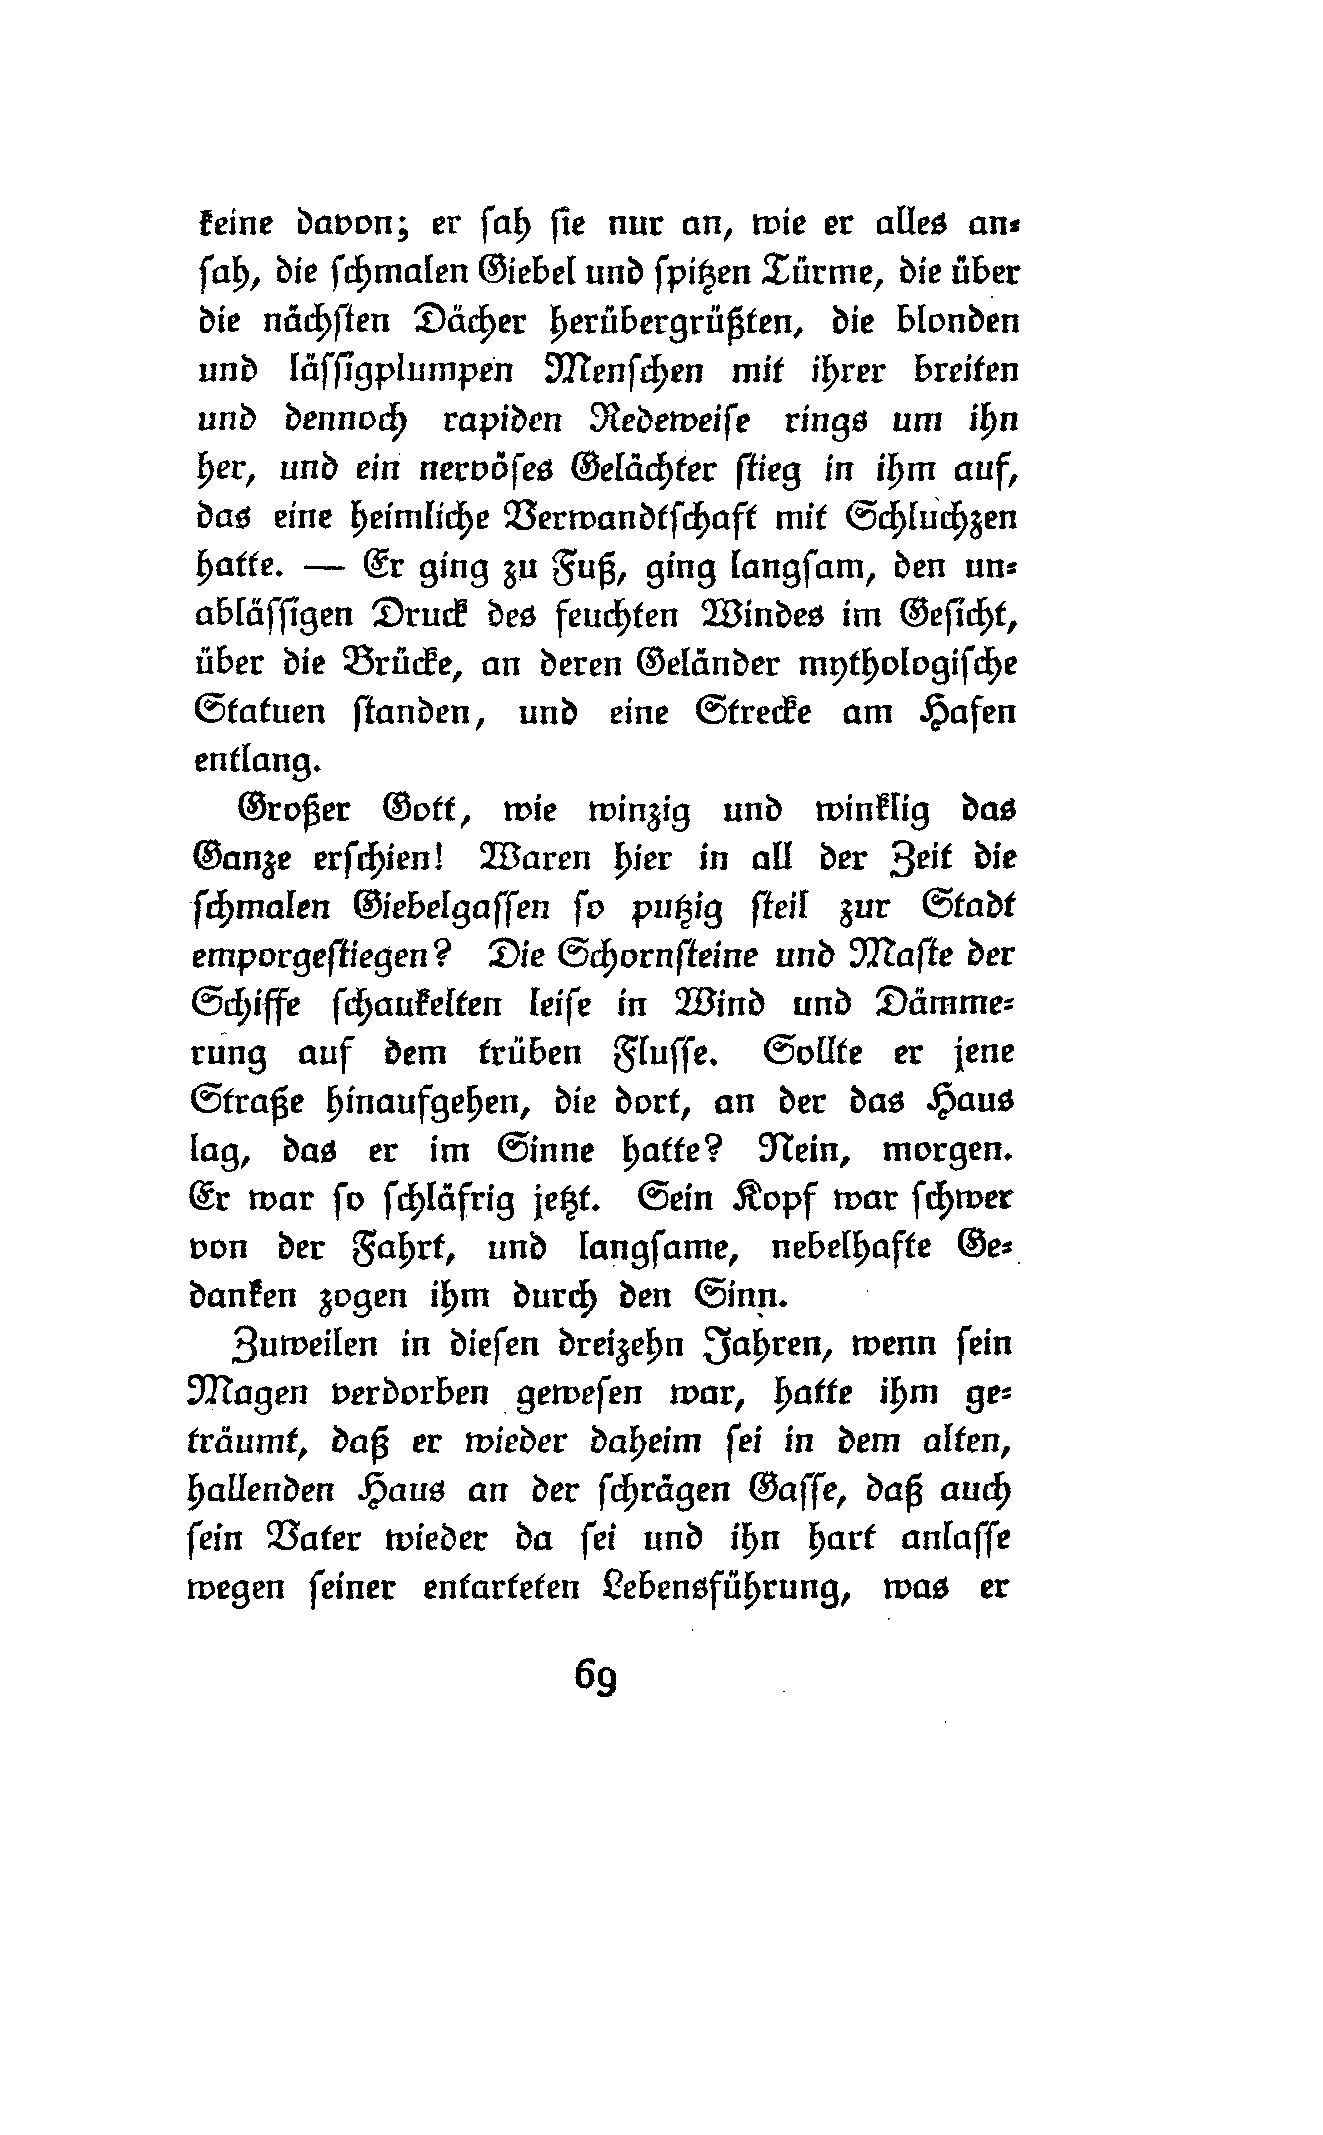 keine davon; er ſah ſie nur an, wie er alles an-
ſah, die ſchmalen Giebel und ſpitzen Türme, die über
die nächſten Dächer herübergrüßten, die blonden
und läſſigplumpen Menſchen mit ihrer breiten
und dennoch rapiden Redeweiſe rings um ihn
her, und ein nervöſes Gelächter ſtieg in ihm auf,
das eine heimliche Verwandtſchaft mit Schluchzen
hatte. — Er ging zu Fuß, ging langſam, den un-
abläſſigen Druck des feuchten Windes im Geſicht,
über die Brücke, an deren Geländer mythologiſche
Statuen ſtanden, und eine Strecke am Hafen
entlang.
Großer Gott, wie winzig und winklig das
Ganze erſchien! Waren hier in all der Zeit die
ſchmalen Giebelgaſſen ſo putzig ſteil zur Stadt
emporgeſtiegen? Die Schornſteine und Maſte der
Schiffe ſchaukelten leiſe in Wind und Dämme-
rung auf dem trüben Fluſſe. Sollte er jene
Straße hinaufgehen, die dort, an der das Haus
lag, das er im Sinne hatte? Nein, morgen.
Er war ſo ſchläfrig jetzt. Sein Kopf war ſchwer
von der Fahrt, und langſame, nebelhafte Ge-
danken zogen ihm durch den Sinn.
Zuweilen in dieſen dreizehn Jahren, wenn ſein
Magen verdorben geweſen war, hatte ihm ge-
träumt, daß er wieder daheim ſei in dem alten,
hallenden Haus an der ſchrägen Gaſſe, daß auch
ſein Vater wieder da ſei und ihn hart anlaſſe
wegen ſeiner entarteten Lebensführung, was er
69